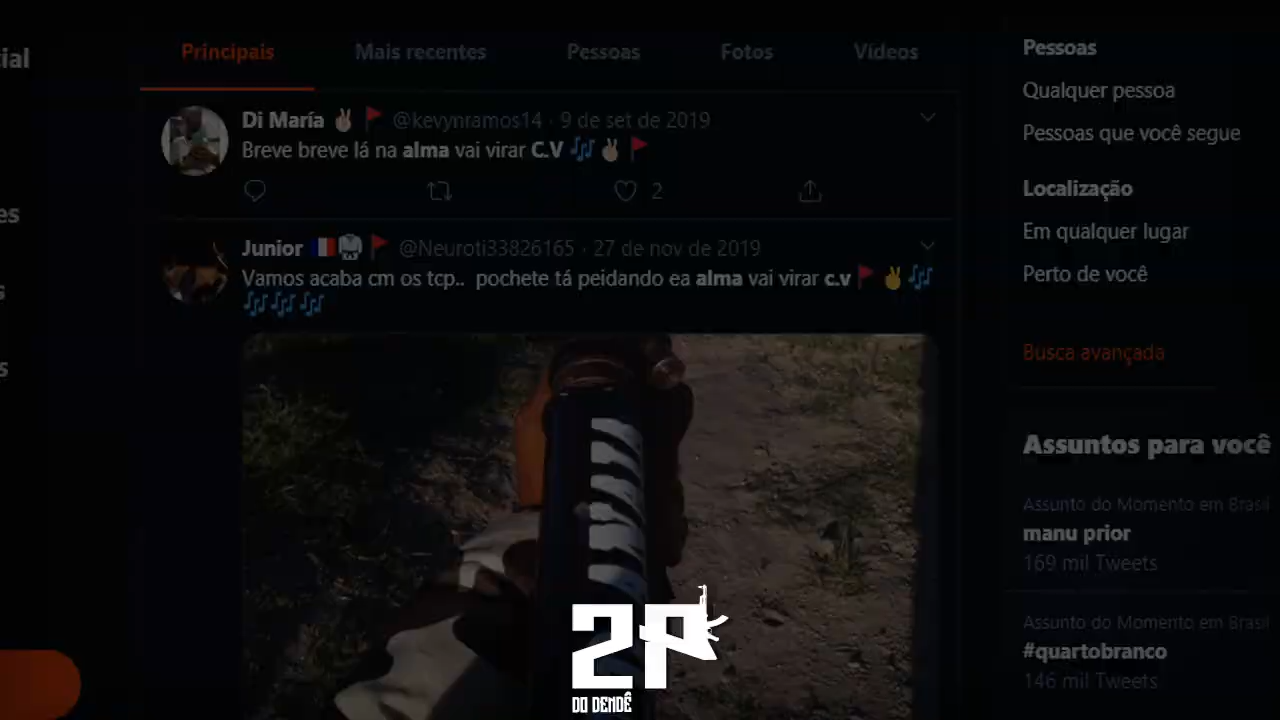 ial
es
s
s
Principais
Mais recentes
Pessoas
Fotos
Vídeos
Di María ✌🏻 🚩 @kevynramos14 · 9 de set de 2019
Breve breve lá na alma vai virar C.V 🎶✌🏻🚩
2
Junior 🇫🇷 🚩 @Neuroti33826165 · 27 de nov de 2019
Vamos acaba cm os tcp.. pochete tá peidando ea alma vai virar c.v 🚩✌️🎶
🎶🎶🎶
Pessoas
Qualquer pessoa
Pessoas que você segue
Localização
Em qualquer lugar
Perto de você
Busca avançada
Assuntos para você
Assunto do Momento em Brasil
manu prior
169 mil Tweets
Assunto do Momento em Brasil
#quartobranco
146 mil Tweets
2P
DO DENDÊ